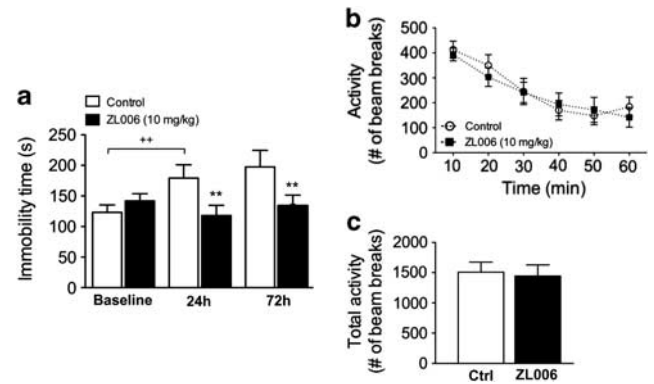 a
Control
ZL006 (10 mg/kg)
Immobility time (s)
250
200
150
100
50
0
++
**
**
Baseline 24h 72h
b
Activity
(# of beam breaks)
500
400
300
200
100
0
Control
ZL006 (10 mg/kg)
10 20 30 40 50 60
Time (min)
c
Total activity
(# of beam breaks)
2000
1500
1000
500
0
Ctrl ZL006